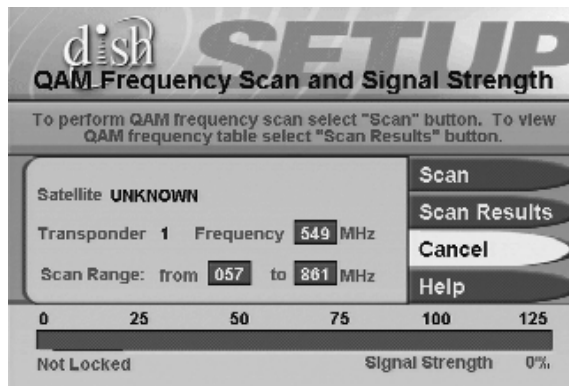 dish SETUP
QAM Frequency Scan and Signal Strength
To perform QAM frequency scan select "Scan" button. To view
QAM frequency table select "Scan Results" button.
Satellite UNKNOWN
Transponder 1 Frequency 549 MHz
Scan Range: from 057 to 861 MHz
Scan
Scan Results
Cancel
Help
0 25 50 75 100 125
Not Locked Signal Strength 0%